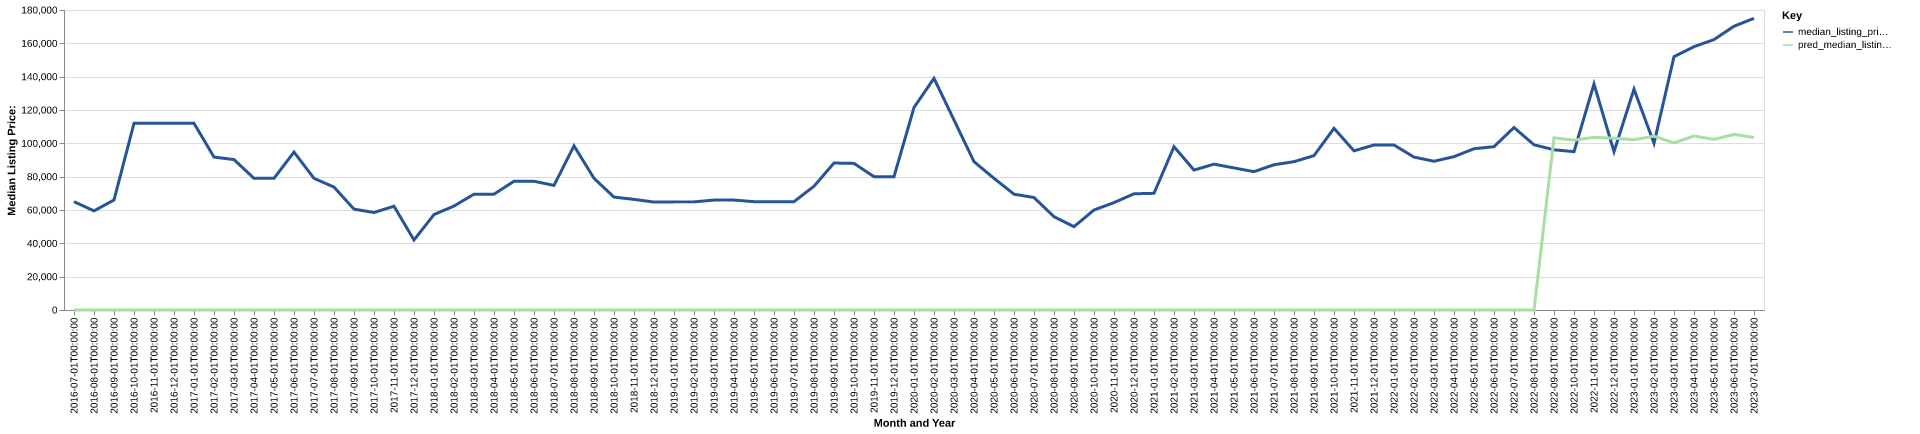 180,000
160,000
140,000
120,000
100,000
80,000
60,000
40,000
20,000
0
Median Listing Price:
2016-07-01T00:00:00
2016-08-01T00:00:00
2016-09-01T00:00:00
2016-10-01T00:00:00
2016-11-01T00:00:00
2016-12-01T00:00:00
2017-01-01T00:00:00
2017-02-01T00:00:00
2017-03-01T00:00:00
2017-04-01T00:00:00
2017-05-01T00:00:00
2017-06-01T00:00:00
2017-07-01T00:00:00
2017-08-01T00:00:00
2017-09-01T00:00:00
2017-10-01T00:00:00
2017-11-01T00:00:00
2017-12-01T00:00:00
2018-01-01T00:00:00
2018-02-01T00:00:00
2018-03-01T00:00:00
2018-04-01T00:00:00
2018-05-01T00:00:00
2018-06-01T00:00:00
2018-07-01T00:00:00
2018-08-01T00:00:00
2018-09-01T00:00:00
2018-10-01T00:00:00
2018-11-01T00:00:00
2018-12-01T00:00:00
2019-01-01T00:00:00
2019-02-01T00:00:00
2019-03-01T00:00:00
2019-04-01T00:00:00
2019-05-01T00:00:00
2019-06-01T00:00:00
2019-07-01T00:00:00
2019-08-01T00:00:00
2019-09-01T00:00:00
2019-10-01T00:00:00
2019-11-01T00:00:00
2019-12-01T00:00:00
2020-01-01T00:00:00
2020-02-01T00:00:00
2020-03-01T00:00:00
2020-04-01T00:00:00
2020-05-01T00:00:00
2020-06-01T00:00:00
2020-07-01T00:00:00
2020-08-01T00:00:00
2020-09-01T00:00:00
2020-10-01T00:00:00
2020-11-01T00:00:00
2020-12-01T00:00:00
2021-01-01T00:00:00
2021-02-01T00:00:00
2021-03-01T00:00:00
2021-04-01T00:00:00
2021-05-01T00:00:00
2021-06-01T00:00:00
2021-07-01T00:00:00
2021-08-01T00:00:00
2021-09-01T00:00:00
2021-10-01T00:00:00
2021-11-01T00:00:00
2021-12-01T00:00:00
2022-01-01T00:00:00
2022-02-01T00:00:00
2022-03-01T00:00:00
2022-04-01T00:00:00
2022-05-01T00:00:00
2022-06-01T00:00:00
2022-07-01T00:00:00
2022-08-01T00:00:00
2022-09-01T00:00:00
2022-10-01T00:00:00
2022-11-01T00:00:00
2022-12-01T00:00:00
2023-01-01T00:00:00
2023-02-01T00:00:00
2023-03-01T00:00:00
2023-04-01T00:00:00
2023-05-01T00:00:00
2023-06-01T00:00:00
2023-07-01T00:00:00
Month and Year
Key
median_listing_pri…
pred_median_listin…